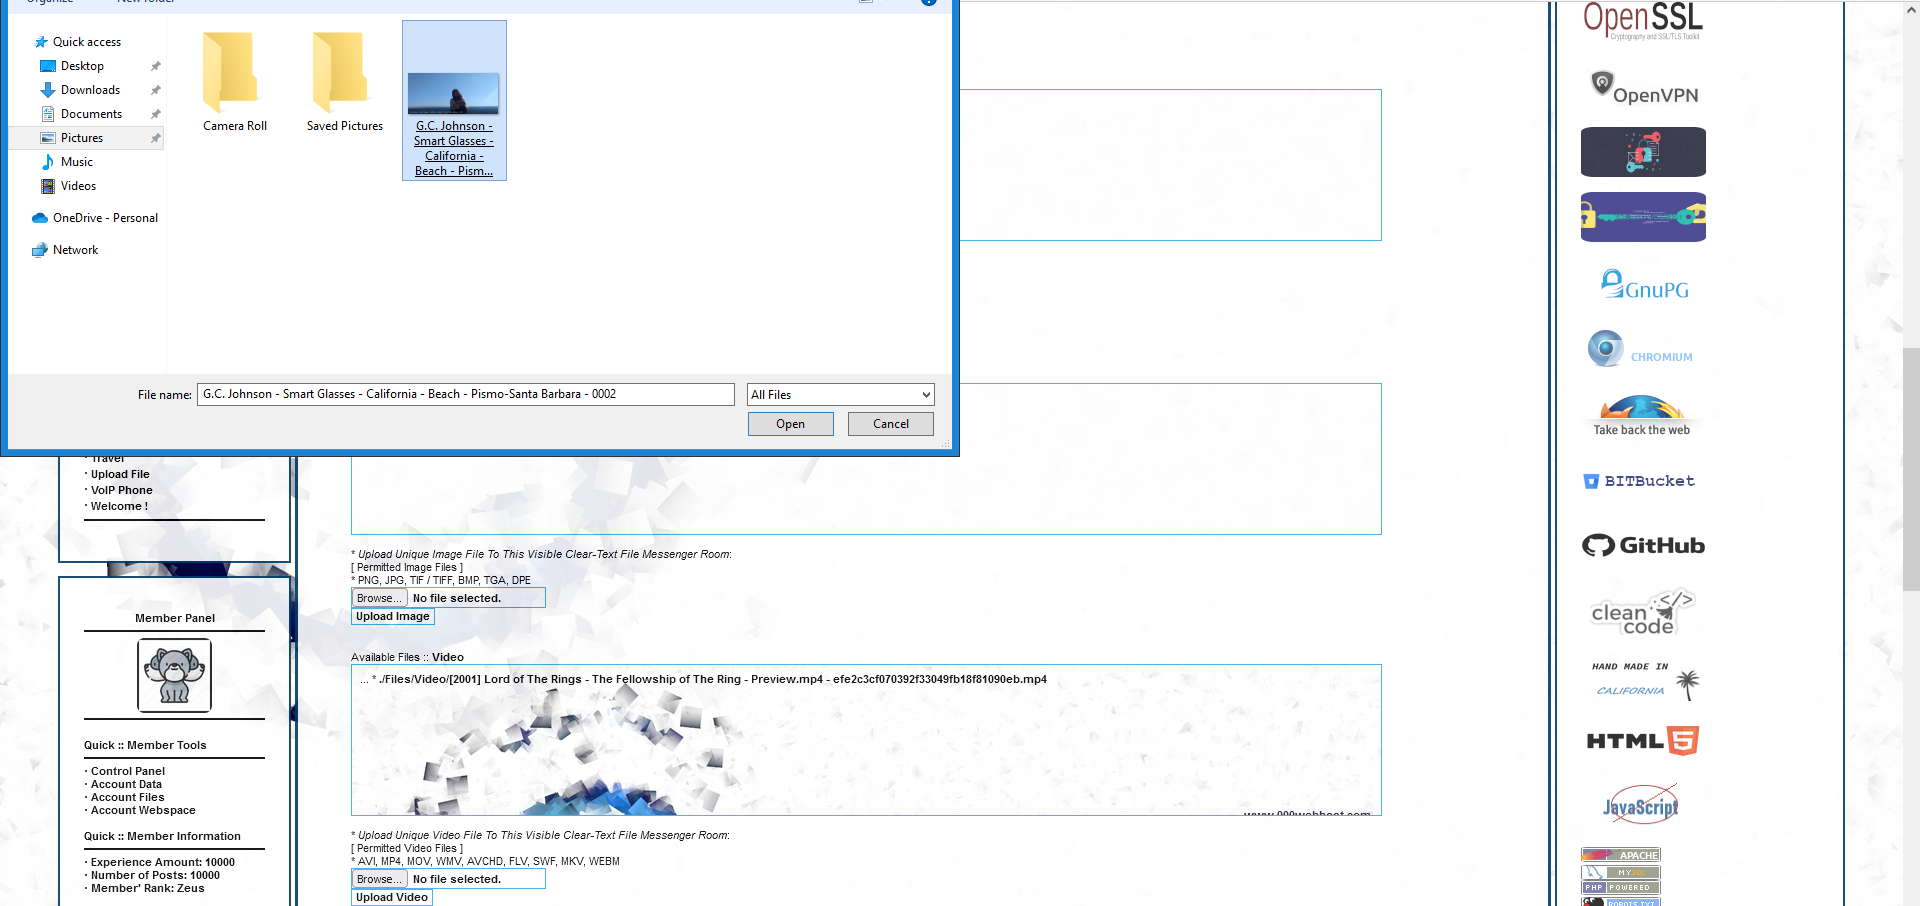 Organize
New folder
Quick access
Desktop
Downloads
Documents
Pictures
Music
Videos
OneDrive - Personal
Network
Camera Roll
Saved Pictures
G.C. Johnson -
Smart Glasses -
California -
Beach - Pism...
File name:
G.C. Johnson - Smart Glasses - California - Beach - Pismo-Santa Barbara - 0002
All Files
Open
Cancel
· Travel
· Upload File
· VoIP Phone
· Welcome !
Member Panel
Quick :: Member Tools
· Control Panel
· Account Data
· Account Files
· Account Webspace
Quick :: Member Information
· Experience Amount: 10000
· Number of Posts: 10000
· Member' Rank: Zeus
* Upload Unique Image File To This Visible Clear-Text File Messenger Room:
[ Permitted Image Files ]
* PNG, JPG, TIF / TIFF, BMP, TGA, DPE
Browse... No file selected.
Upload Image
Available Files :: Video
... * ./Files/Video/[2001] Lord of The Rings - The Fellowship of The Ring - Preview.mp4 - efe2c3cf070392f33049fb18f81090eb.mp4
www.000webhost.com
* Upload Unique Video File To This Visible Clear-Text File Messenger Room:
[ Permitted Video Files ]
* AVI, MP4, MOV, WMV, AVCHD, FLV, SWF, MKV, WEBM
Browse... No file selected.
Upload Video
OpenSSL
Cryptography and SSL/TLS Toolkit
OpenVPN
GnuPG
CHROMIUM
Take back the web
BITBucket
GitHub
clean
code
HAND MADE IN
CALIFORNIA
HTML 5
JavaScript
APACHE
MYSQL
PHP POWERED
ROBOTS.TXT